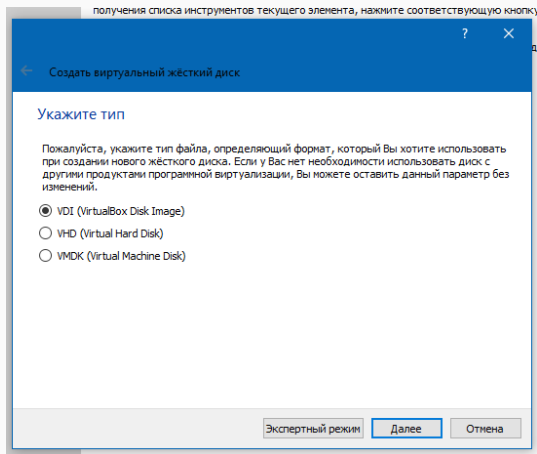 получения списка инструментов текущего элемента, нажмите соответствующую кнопку
?
Создать виртуальный жёсткий диск
Укажите тип
Пожалуйста, укажите тип файла, определяющий формат, который Вы хотите использовать
при создании нового жёсткого диска. Если у Вас нет необходимости использовать диск с
другими продуктами программной виртуализации, Вы можете оставить данный параметр без
изменений.
VDI (VirtualBox Disk Image)
VHD (Virtual Hard Disk)
VMDK (Virtual Machine Disk)
Экспертный режим Далее Отмена